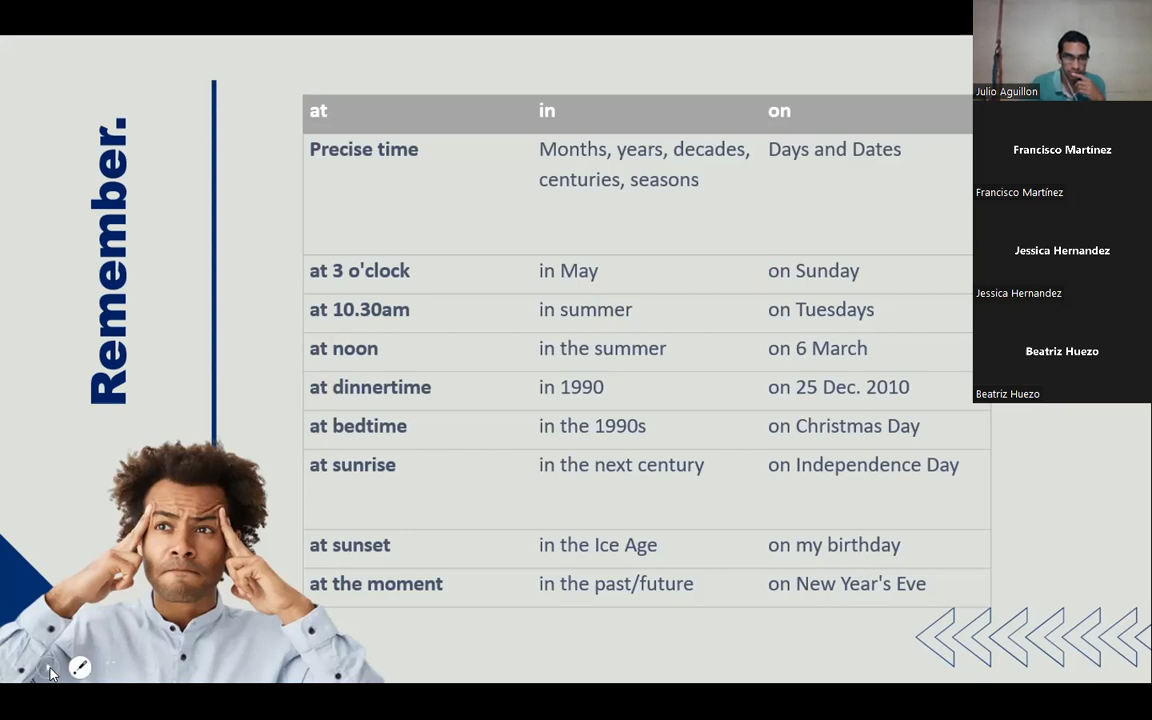 Remember.
at in on
Precise time Months, years, decades, Days and Dates
centuries, seasons
at 3 o'clock in May on Sunday
at 10.30am in summer on Tuesdays
at noon in the summer on 6 March
at dinnertime in 1990 on 25 Dec. 2010
at bedtime in the 1990s on Christmas Day
at sunrise in the next century on Independence Day
at sunset in the Ice Age on my birthday
at the moment in the past/future on New Year's Eve
Julio Aguillon
Francisco Martínez
Francisco Martínez
Jessica Hernandez
Jessica Hernandez
Beatriz Huezo
Beatriz Huezo